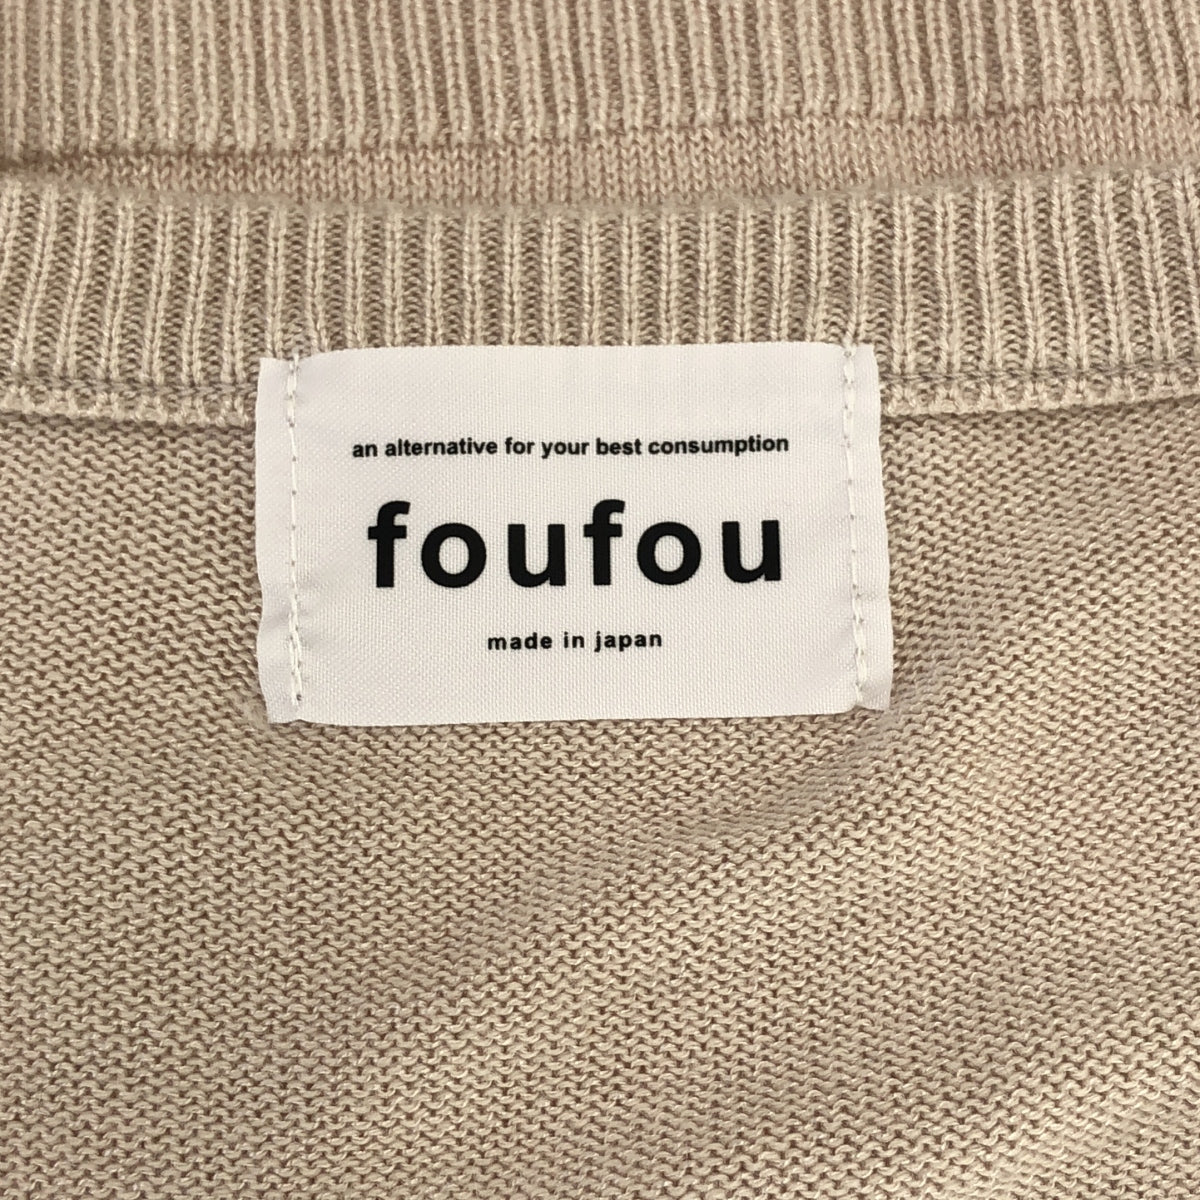 an alternative for your best consumption
foufou
made in japan